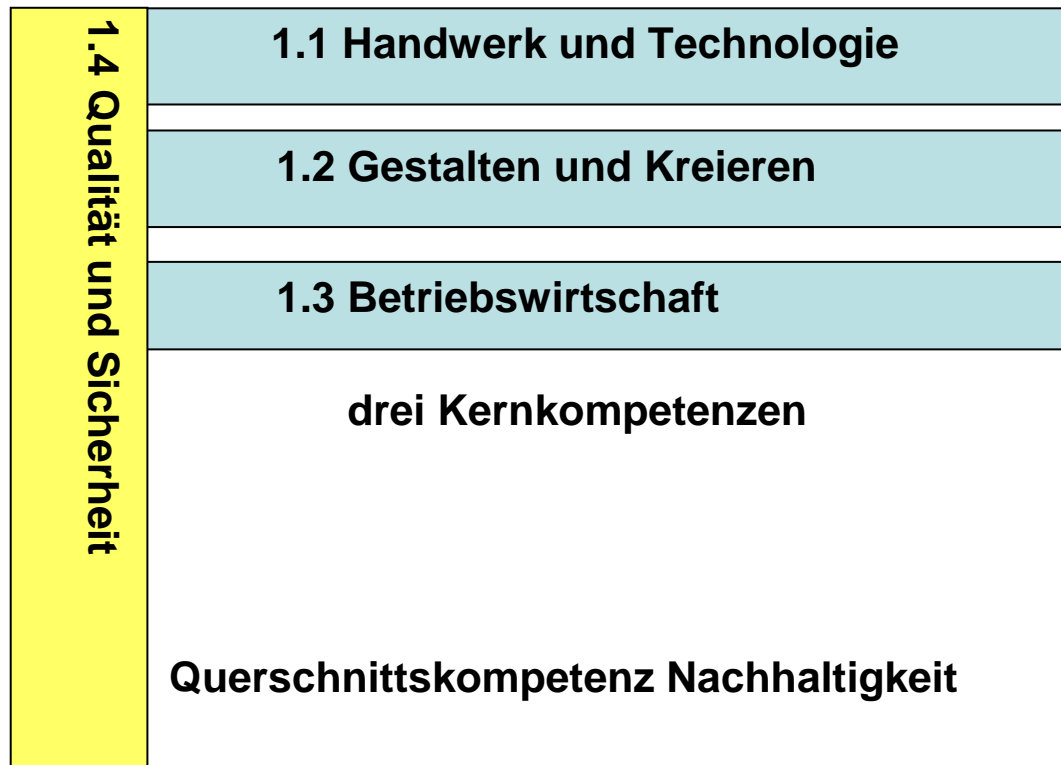 1.4 Qualität und Sicherheit
1.1 Handwerk und Technologie
1.2 Gestalten und Kreieren
1.3 Betriebswirtschaft
drei Kernkompetenzen
Querschnittskompetenz Nachhaltigkeit